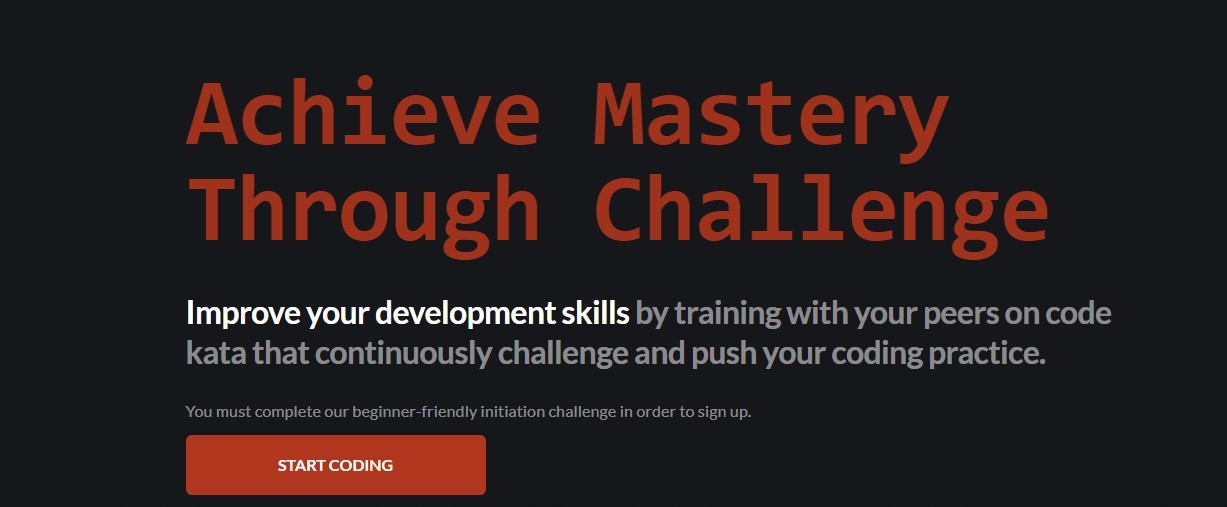 Achieve Mastery
Through Challenge
Improve your development skills by training with your peers on code
kata that continuously challenge and push your coding practice.
You must complete our beginner-friendly initiation challenge in order to sign up.
START CODING